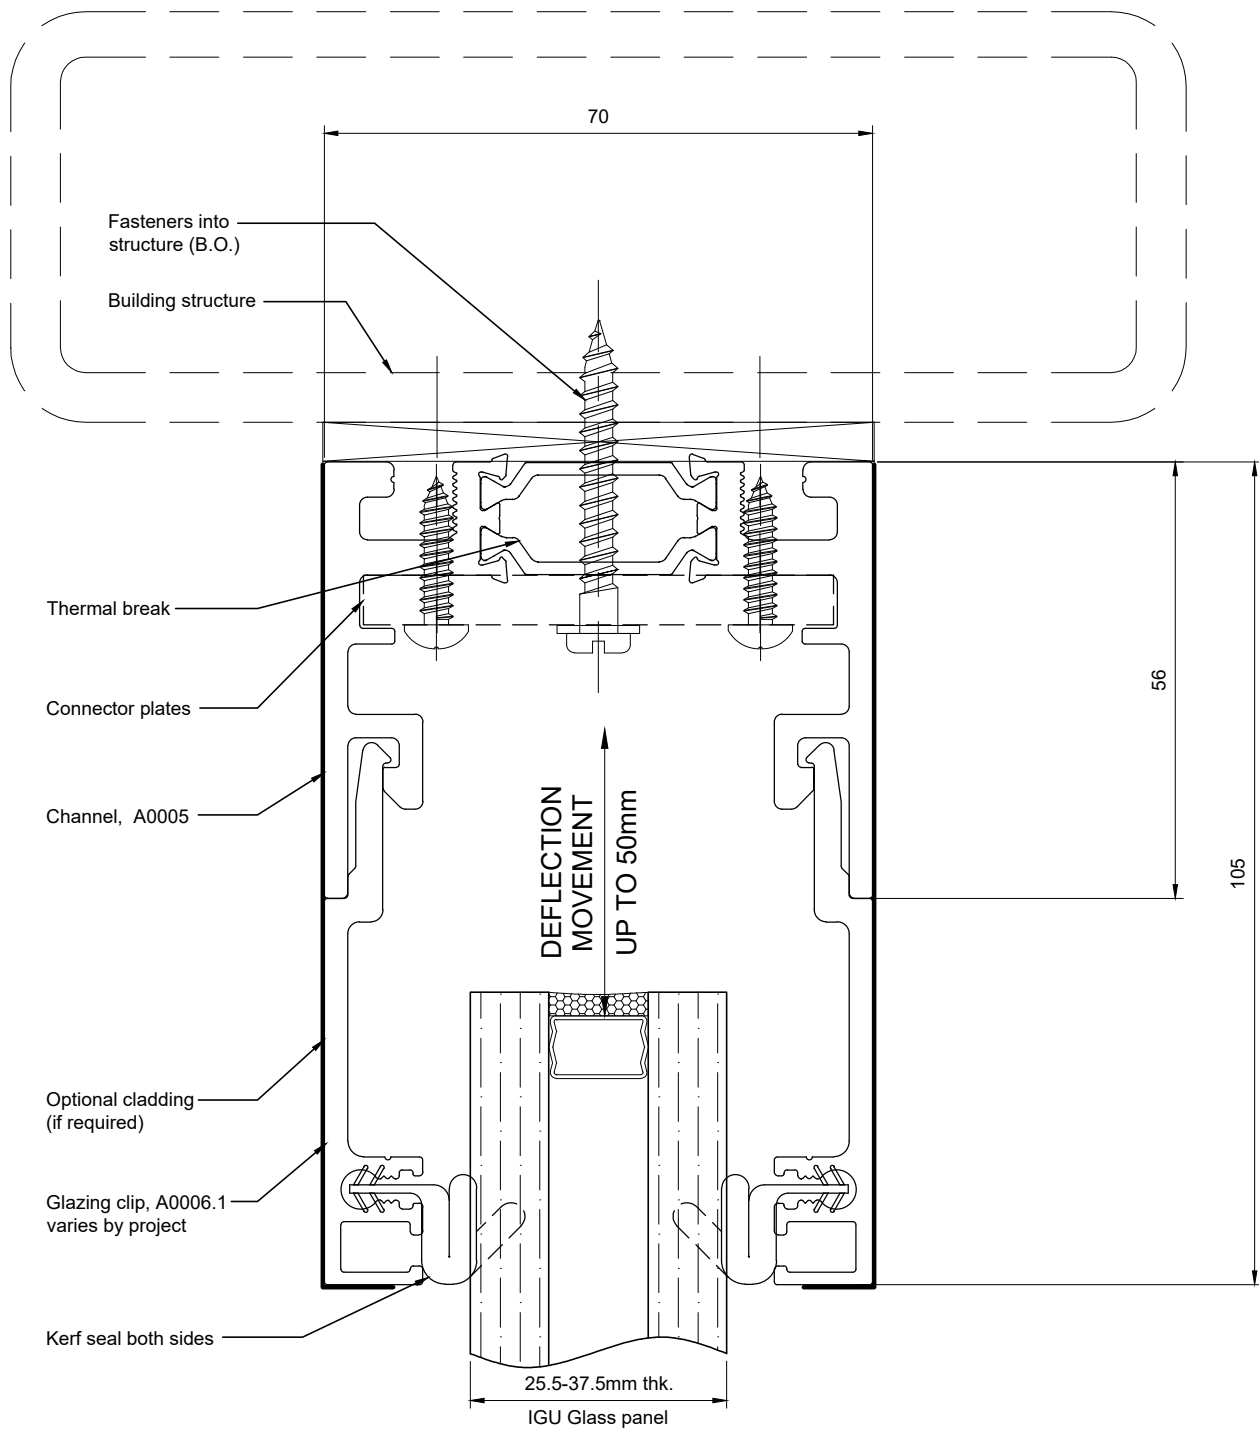 70
Fasteners into
structure (B.O.)
Building structure
Thermal break
Connector plates
56
Channel, A0005
DEFLECTION
MOVEMENT
UP TO 50mm
105
Optional cladding
(if required)
Glazing clip, A0006.1
varies by project
Kerf seal both sides
25.5-37.5mm thk.
IGU Glass panel